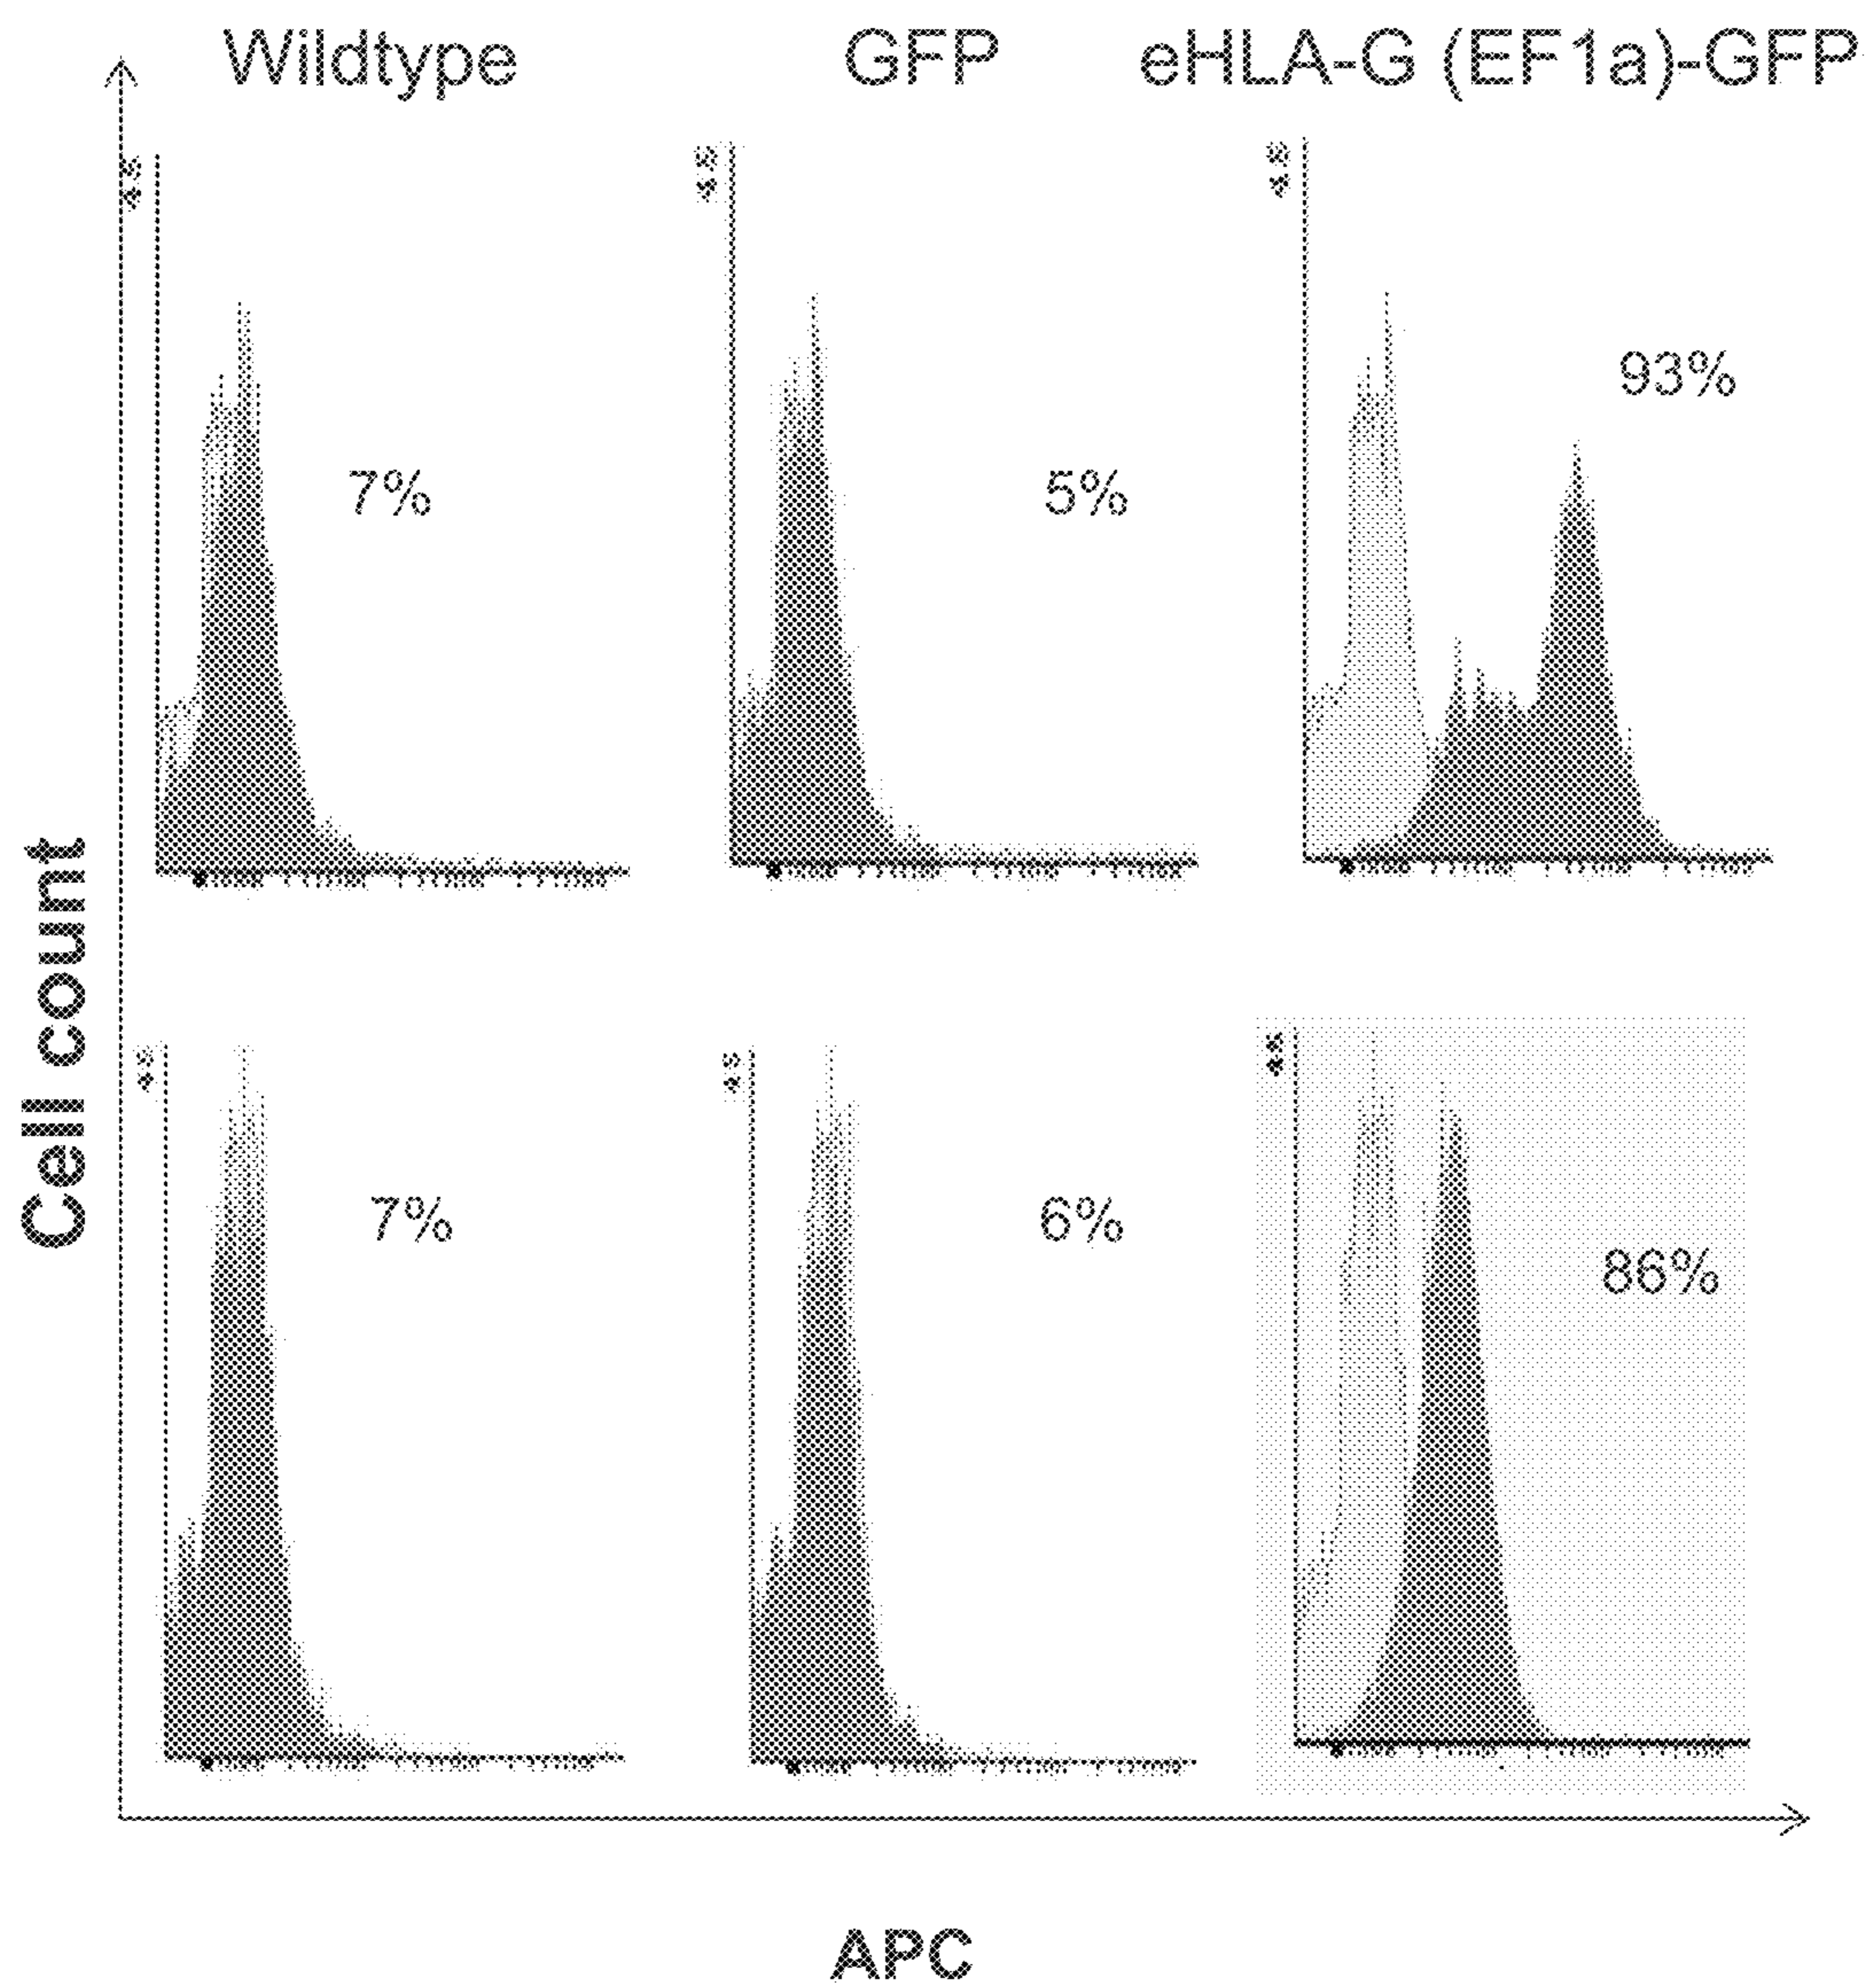 Wildtype GFP eHLA-G (EF1a)-GFP
93%
7% 5%
Cell count
7% 6%
86%
APC